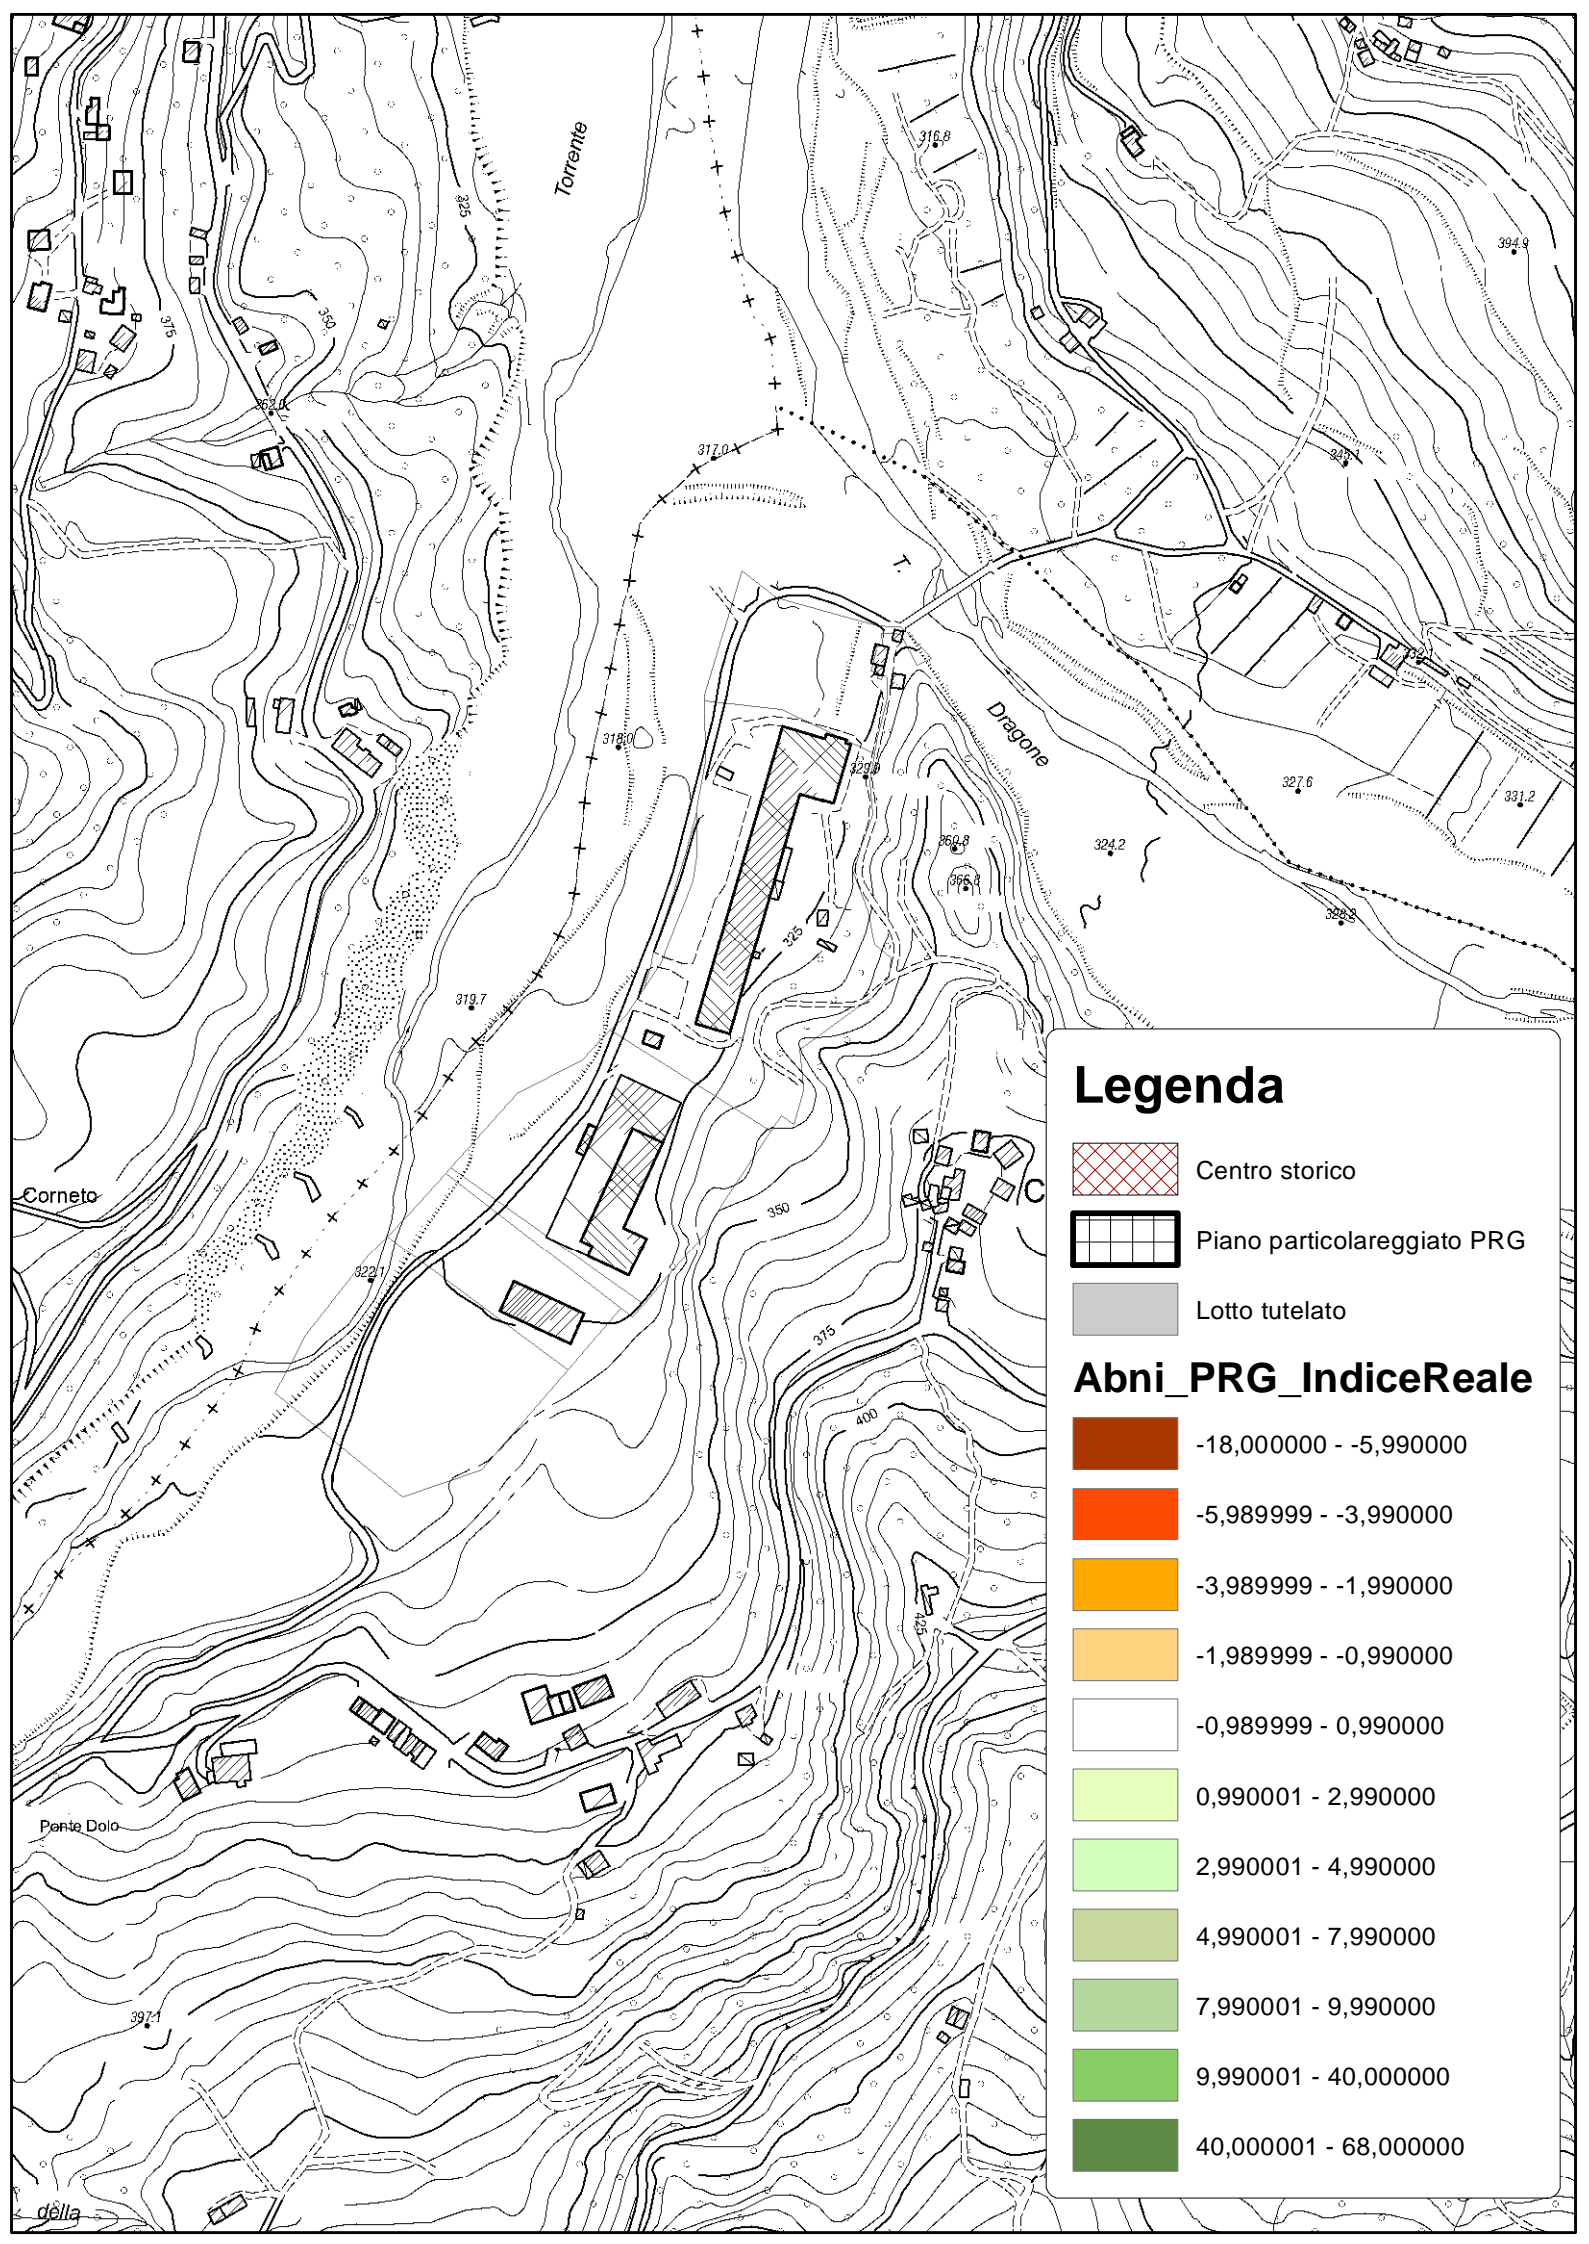 316.8
Torrente
325
394.9
375
350
362.0
317.0
343.1
T.
332.
Dragone
318.0
329.9
327.6
331.2
360.8
324.2
366.8
328.2
325
319.7
Legenda
Centro storico
Corneto
C
350
Piano particolareggiato PRG
322.1
Lotto tutelato
375
Abni_PRG_IndiceReale
400
-18,000000 - -5,990000
-5,989999 - -3,990000
-3,989999 - -1,990000
425
-1,989999 - -0,990000
-0,989999 - 0,990000
0,990001 - 2,990000
Ponte Dolo
2,990001 - 4,990000
4,990001 - 7,990000
7,990001 - 9,990000
397.1
9,990001 - 40,000000
40,000001 - 68,000000
della